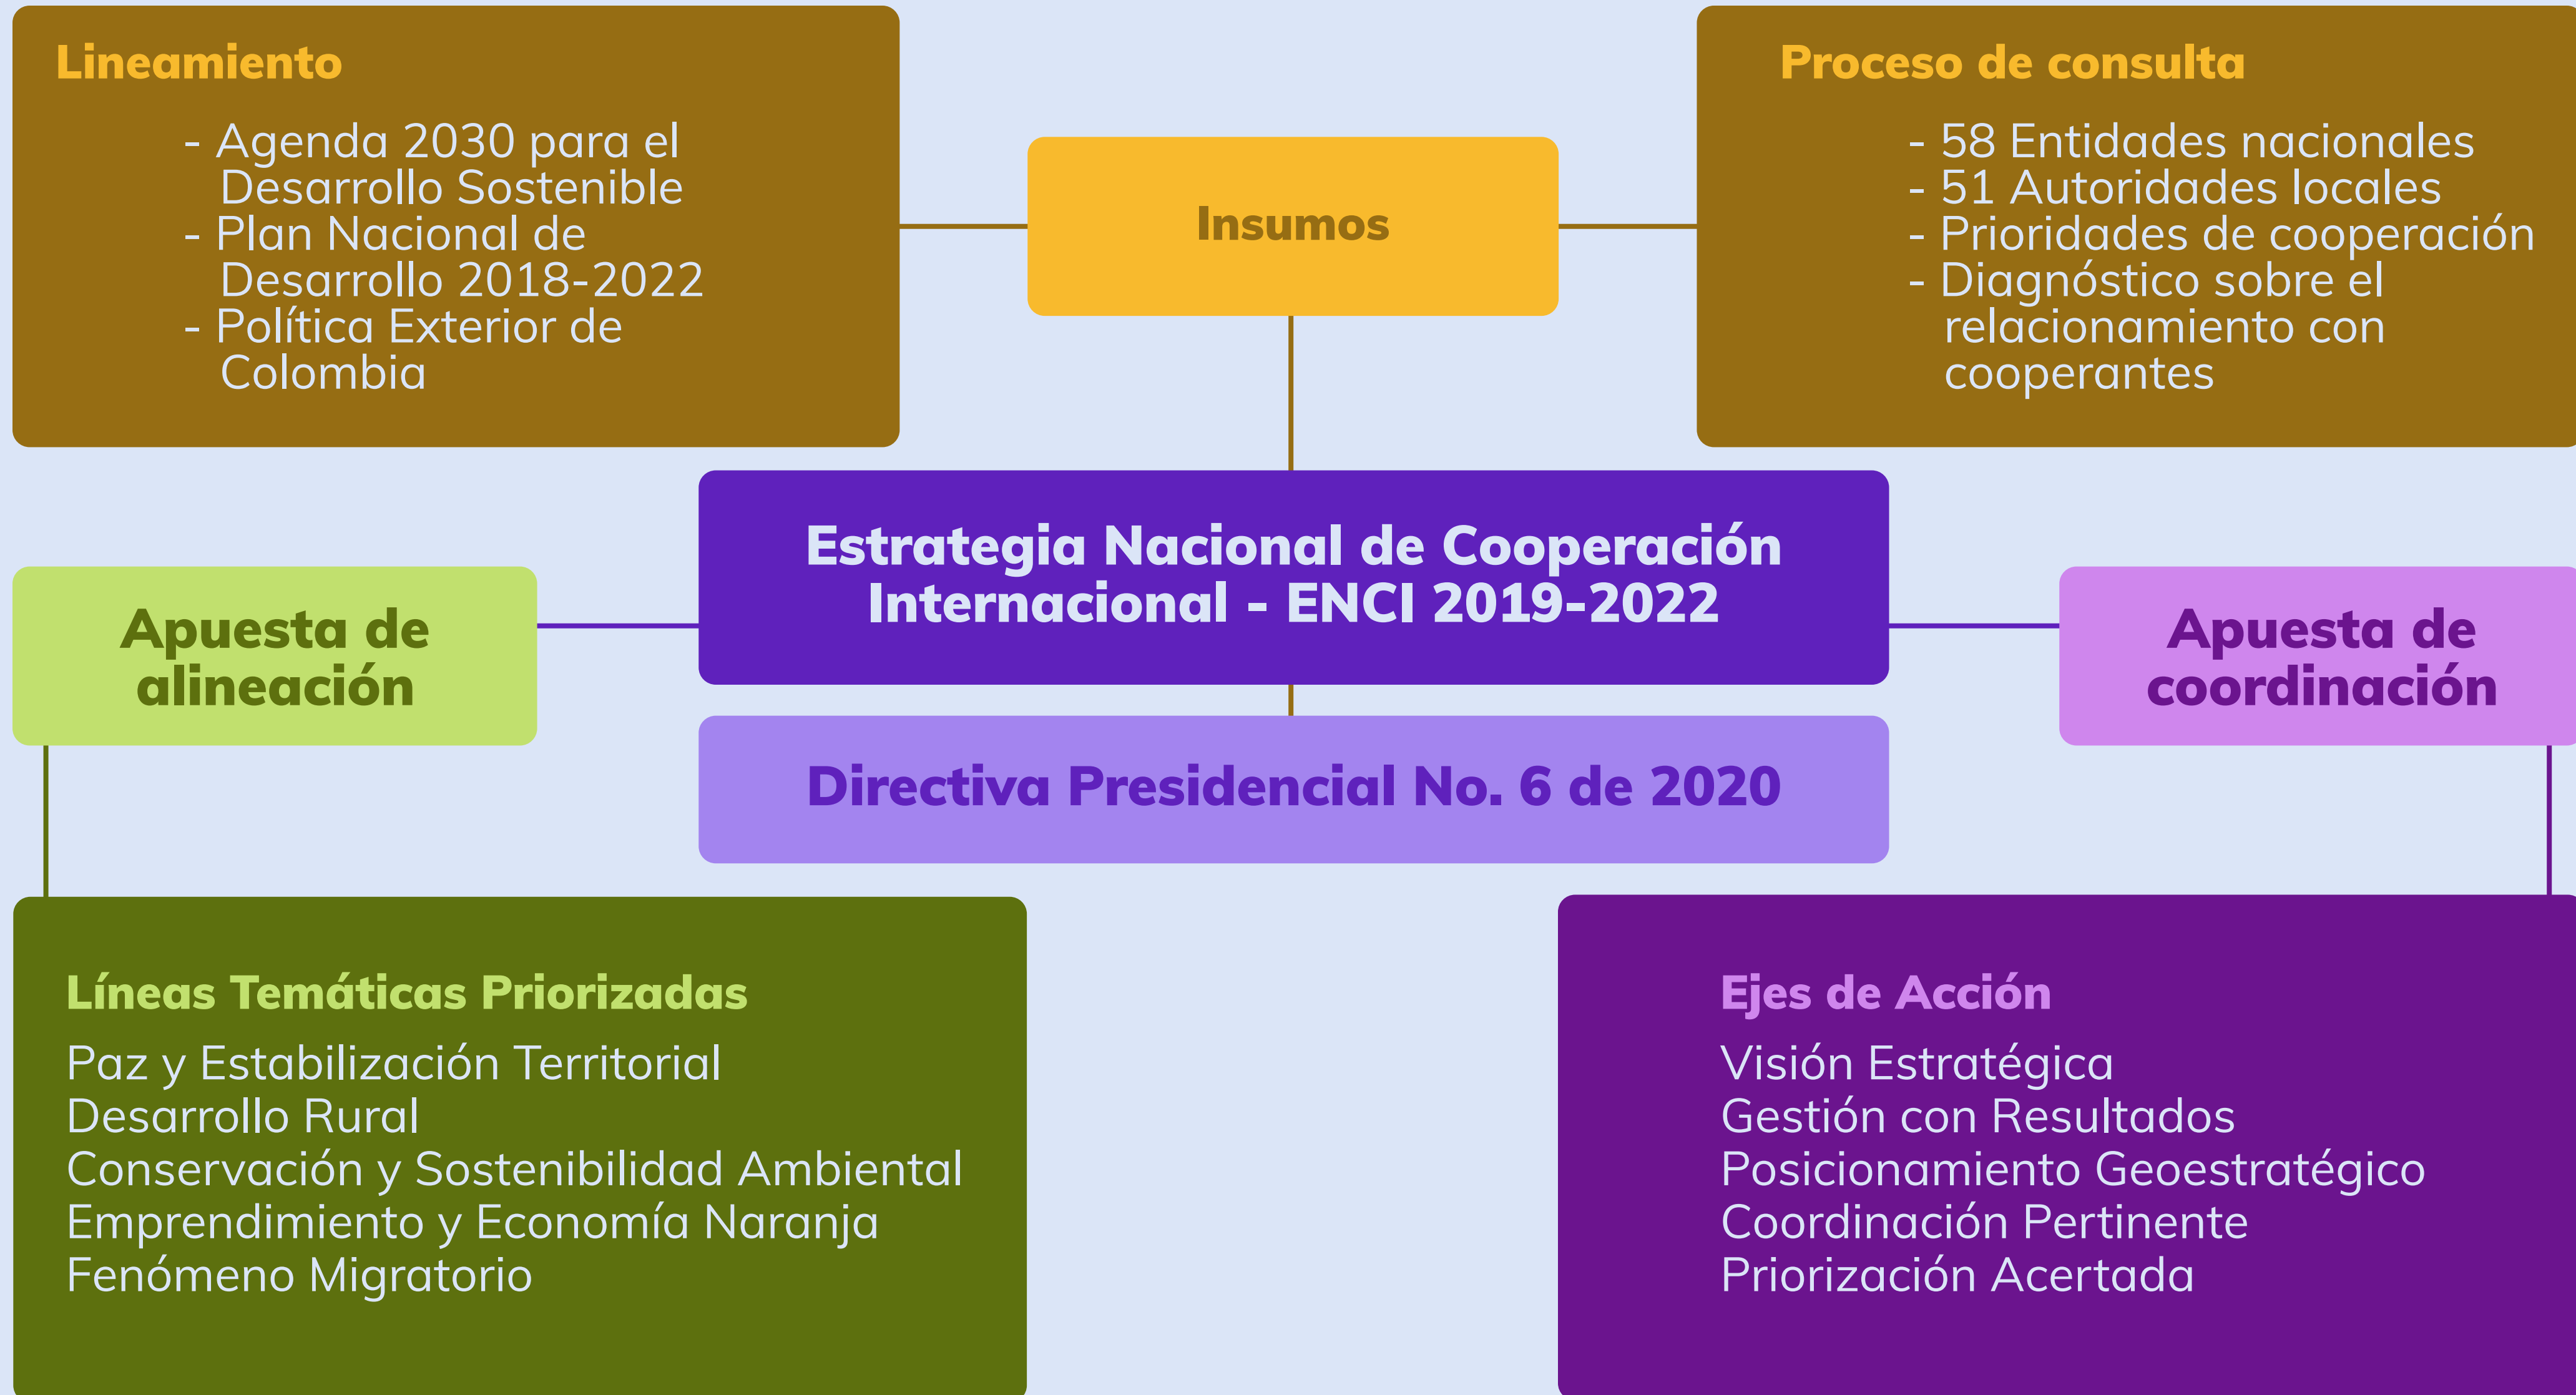 Lineamiento
- Agenda 2030 para el
Desarrollo Sostenible
- Plan Nacional de
Desarrollo 2018-2022
- Política Exterior de
Colombia
Insumos
Proceso de consulta
- 58 Entidades nacionales
- 51 Autoridades locales
- Prioridades de cooperación
- Diagnóstico sobre el
relacionamiento con
cooperantes
Estrategia Nacional de Cooperación
Internacional - ENCI 2019-2022
Apuesta de
alineación
Apuesta de
coordinación
Directiva Presidencial No. 6 de 2020
Líneas Temáticas Priorizadas
Paz y Estabilización Territorial
Desarrollo Rural
Conservación y Sostenibilidad Ambiental
Emprendimiento y Economía Naranja
Fenómeno Migratorio
Ejes de Acción
Visión Estratégica
Gestión con Resultados
Posicionamiento Geoestratégico
Coordinación Pertinente
Priorización Acertada